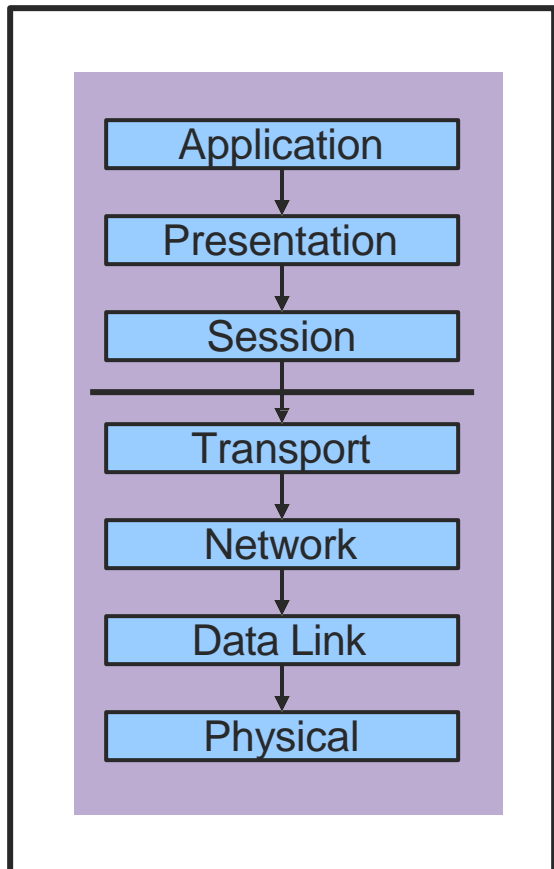 Application
Presentation
Session
Transport
Network
Data Link
Physical